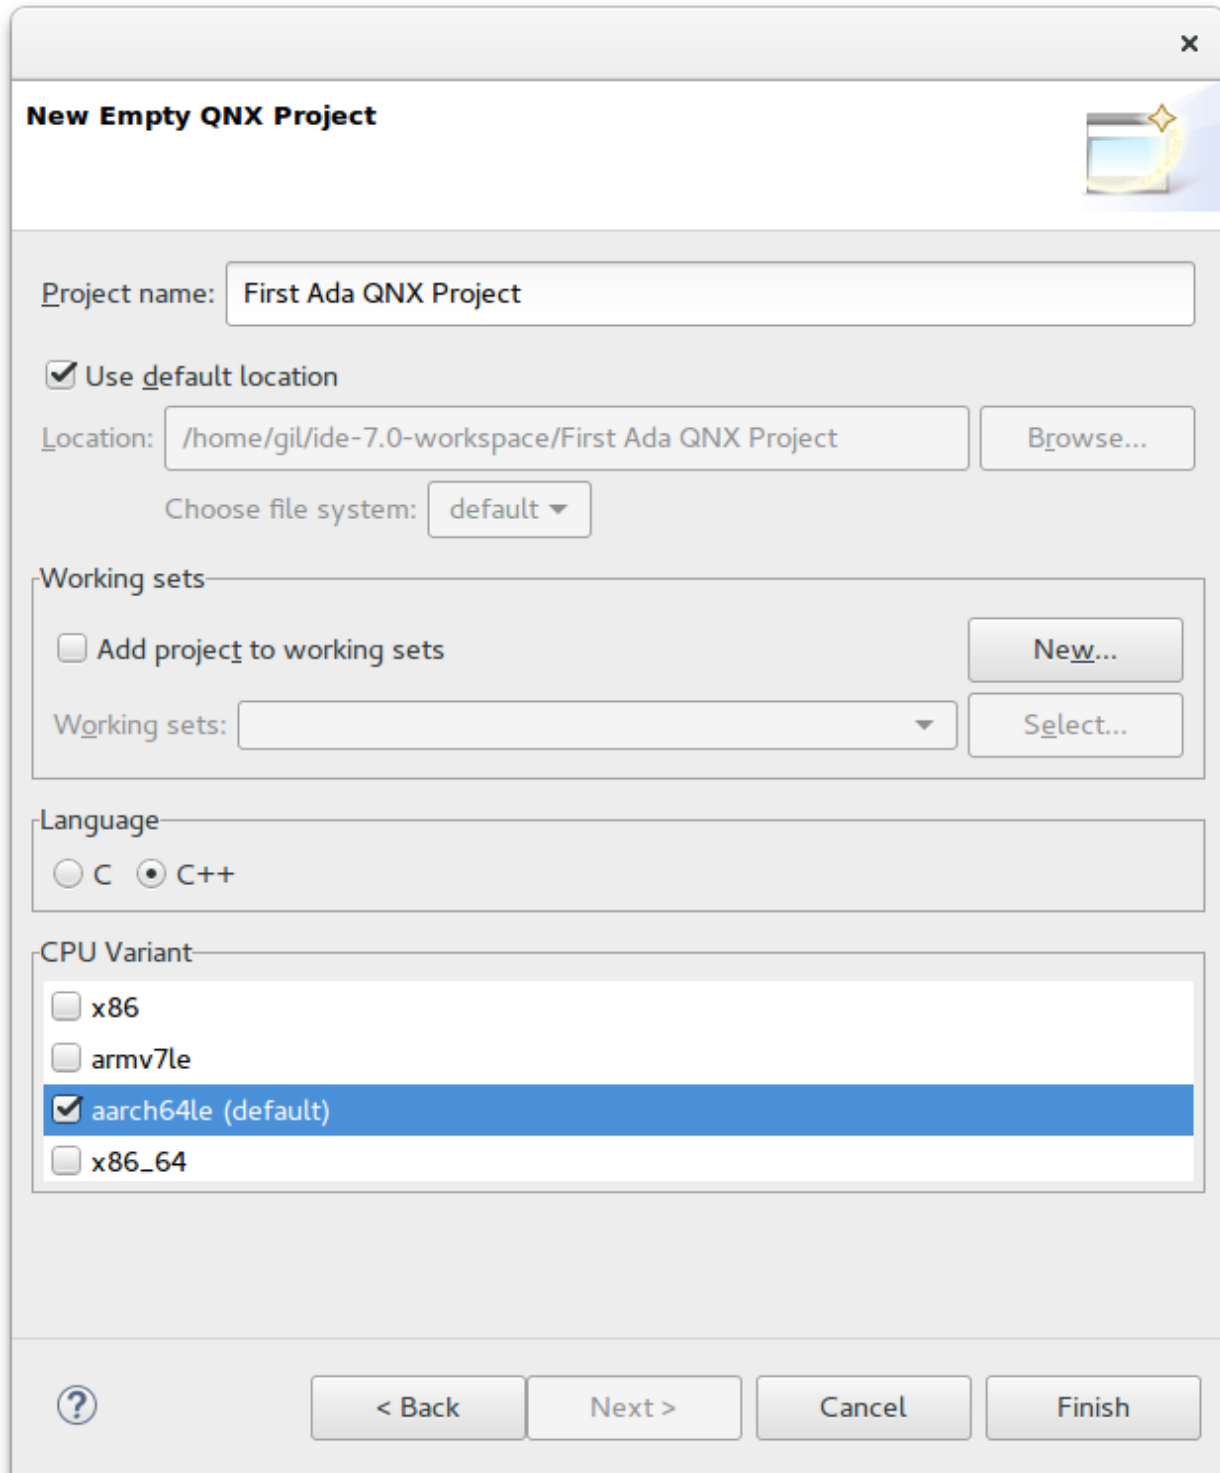 New Empty QNX Project
Project name: First Ada QNX Project
Use default location
Location: /home/gil/ide-7.0-workspace/First Ada QNX Project Browse...
Choose file system: default
Working sets
Add project to working sets New...
Working sets: Select...
Language
C C++
CPU Variant
x86
armv7le
aarch64le (default)
x86_64
? < Back Next > Cancel Finish